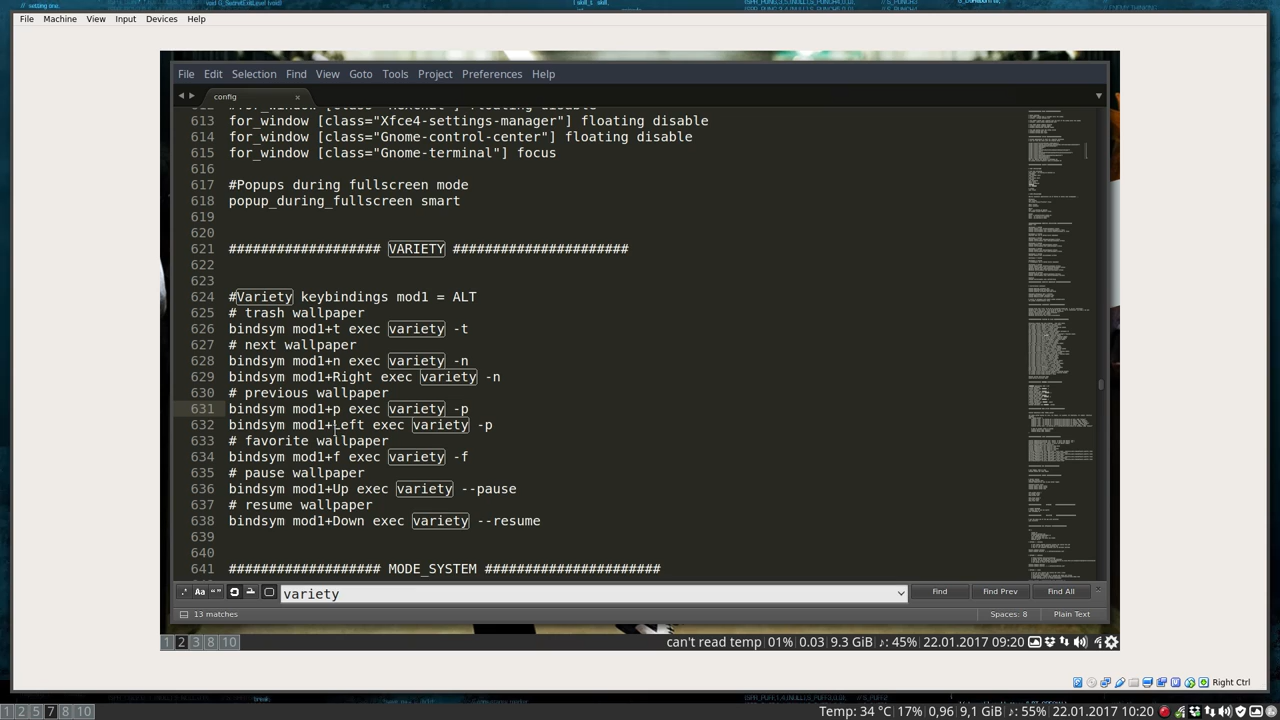 File Machine View Input Devices Help
File Edit Selection Find View Goto Tools Project Preferences Help
config
613 for_window [class="Xfce4-settings-manager"] floating disable
614 for_window [class="Gnome-control-center"] floating disable
615 for_window [class="Gnome-terminal"] focus
616
617 #Popups during fullscreen mode
618 popup_during_fullscreen smart
619
620
621 ################### VARIETY ######################
622
623
624 #Variety keybindings mod1 = ALT
625 # trash wallpaper
626 bindsym mod1+t exec variety -t
627 # next wallpaper
628 bindsym mod1+n exec variety -n
629 bindsym mod1+Right exec variety -n
630 # previous wallpaper
631 bindsym mod1+p exec variety -p
632 bindsym mod1+Left exec variety -p
633 # favorite wallpaper
634 bindsym mod1+f exec variety -f
635 # pause wallpaper
636 bindsym mod1+Up exec variety --pause
637 # resume wallpaper
638 bindsym mod1+Down exec variety --resume
639
640
641 ################### MODE SYSTEM ######################
.* Aa “” variety Find Find Prev Find All
13 matches Spaces: 8 Plain Text
1 2 3 8 10 can't read temp 01% 0.03 9.3 GiB ♪: 45% 22.01.2017 09:20
Right Ctrl
1 2 5 7 8 10 Temp: 34 °C 17% 0,96 9,1 GiB ♪: 55% 22.01.2017 10:20